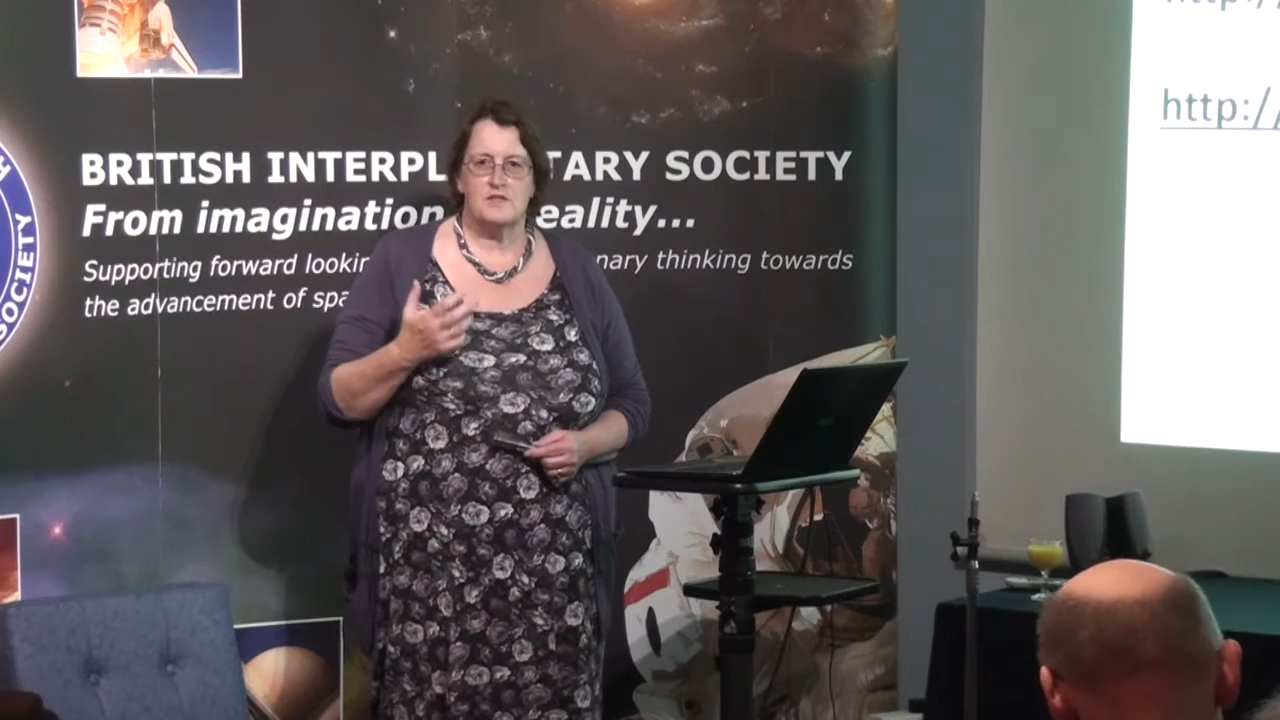 BRITISH INTERPL TARY SOCIETY
From imagination eality...
Supporting forward lookin nary thinking towards
the advancement of spa
SOCIETY
http://